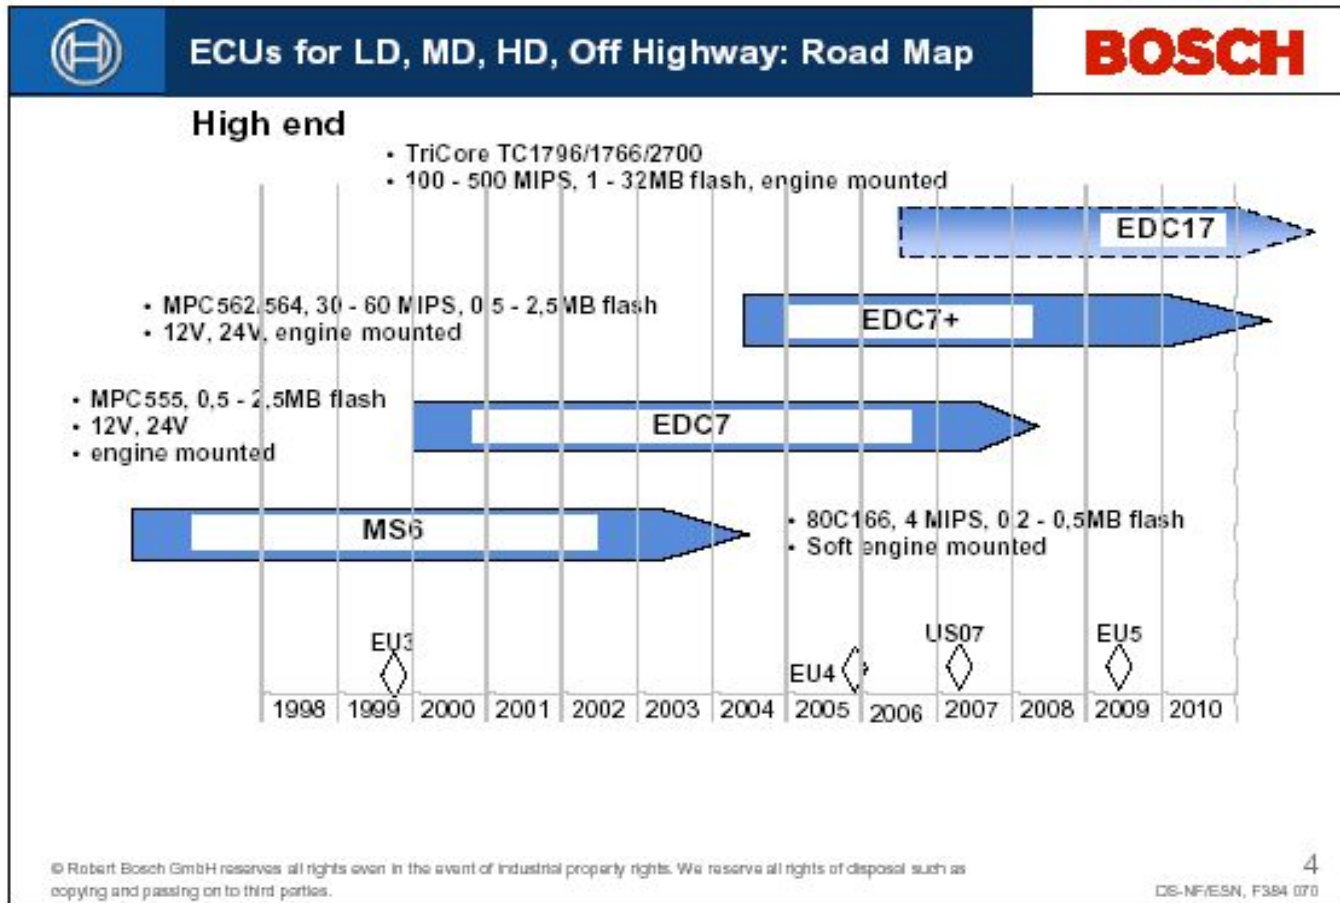 ECUs for LD, MD, HD, Off Highway: Road Map
BOSCH
High end
• TriCore TC1796/1766/2700
• 100 - 500 MIPS, 1 - 32MB flash, engine mounted
EDC17
• MPC562/564, 30 - 60 MIPS, 0,5 - 2,5MB flash
• 12V, 24V, engine mounted
EDC7+
• MPC555, 0,5 - 2,5MB flash
• 12V, 24V
• engine mounted
EDC7
MS6
• 80C166, 4 MIPS, 0,2 - 0,5MB flash
• Soft engine mounted
EU3
EU4
US07
EU5
1998 1999 2000 2001 2002 2003 2004 2005 2006 2007 2008 2009 2010
© Robert Bosch GmbH reserves all rights even in the event of industrial property rights. We reserve all rights of disposal such as
copying and passing on to third parties.
4
DS-NF/ESN, F384 070